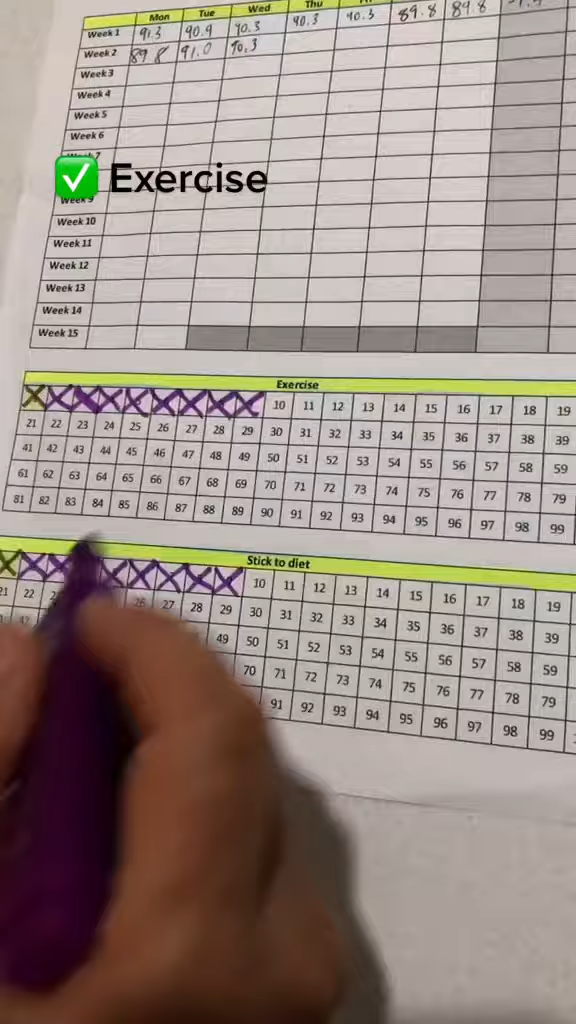 Mon Tue Wed Thu
Week 1 91.3 90.9 90.3 90.3 90.3 89.8 89.8
Week 2 89.8 91.0 90.3
Week 3
Week 4
Week 5
Week 6
✅ Exercise
Week 10
Week 11
Week 12
Week 13
Week 14
Week 15
Exercise
10 11 12 13 14 15 16 17 18 19
21 22 23 24 25 26 27 28 29 30 31 32 33 34 35 36 37 38 39
41 42 43 44 45 46 47 48 49 50 51 52 53 54 55 56 57 58 59
61 62 63 64 65 66 67 68 69 70 71 72 73 74 75 76 77 78 79
81 82 83 84 85 86 87 88 89 90 91 92 93 94 95 96 97 98 99
Stick to diet
10 11 12 13 14 15 16 17 18 19
21 22 26 27 28 29 30 31 32 33 34 35 36 37 38 39
49 50 51 52 53 54 55 56 57 58 59
70 71 72 73 74 75 76 77 78 79
91 92 93 94 95 96 97 98 99